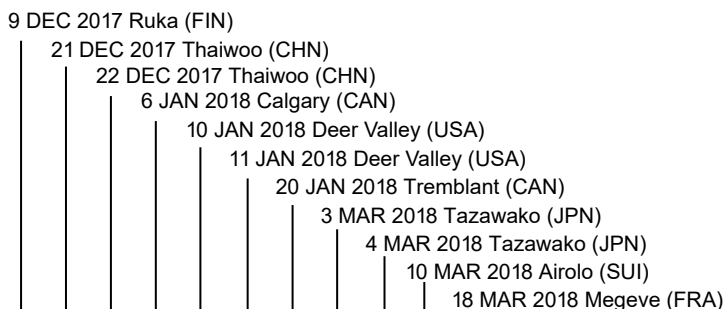 9 DEC 2017 Ruka (FIN)
21 DEC 2017 Thaiwoo (CHN)
22 DEC 2017 Thaiwoo (CHN)
6 JAN 2018 Calgary (CAN)
10 JAN 2018 Deer Valley (USA)
11 JAN 2018 Deer Valley (USA)
20 JAN 2018 Tremblant (CAN)
3 MAR 2018 Tazawako (JPN)
4 MAR 2018 Tazawako (JPN)
10 MAR 2018 Airolo (SUI)
18 MAR 2018 Megeve (FRA)